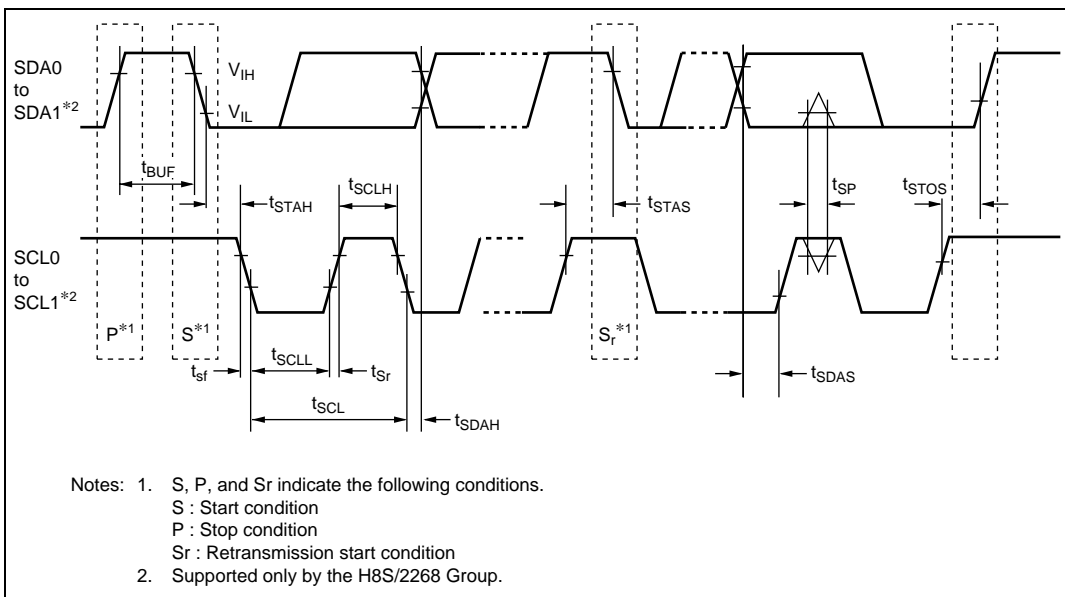 SDA0
to
SDA1*2
VIH
VIL
tBUF
tSTAH
tSCLH
tSTAS
tSP
tSTOS
SCL0
to
SCL1*2
P*1
S*1
Sr*1
tsf
tSCLL
tSr
tSCL
tSDAH
tSDAS
Notes: 1. S, P, and Sr indicate the following conditions.
S : Start condition
P : Stop condition
Sr : Retransmission start condition
2. Supported only by the H8S/2268 Group.